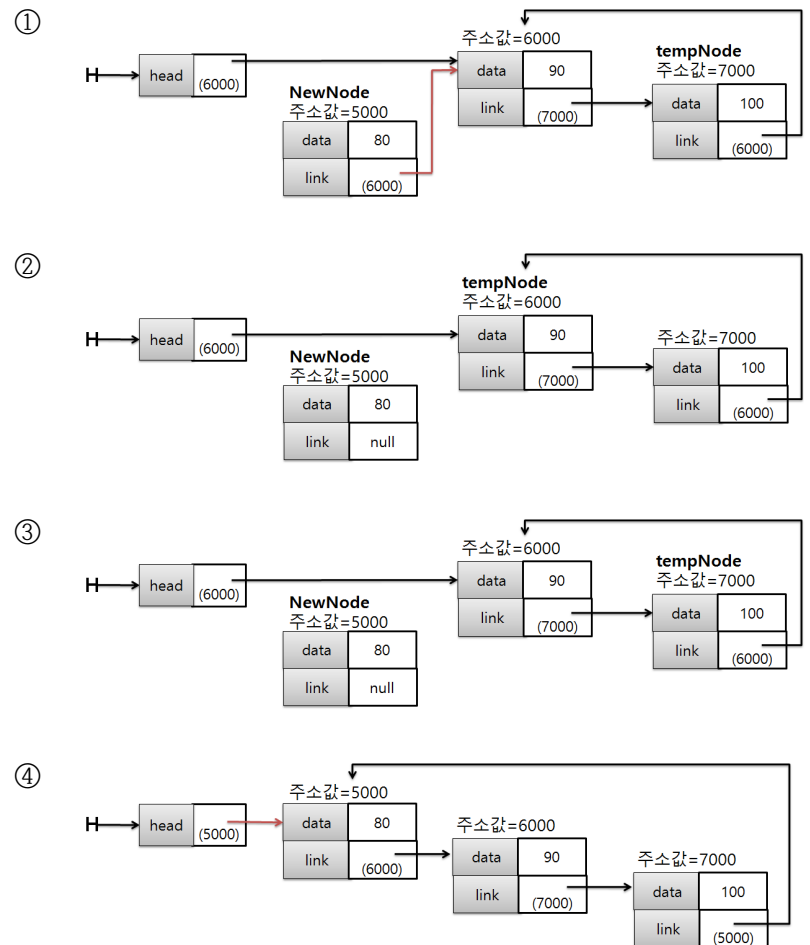 ①
주소값=6000
tempNode
주소값=7000
H
head
(6000)
data
90
data
100
NewNode
주소값=5000
link
(7000)
data
80
link
(6000)
link
(6000)
②
tempNode
주소값=6000
H
head
(6000)
data
90
주소값=7000
NewNode
주소값=5000
link
(7000)
data
100
data
80
link
(6000)
link
null
③
주소값=6000
tempNode
주소값=7000
H
head
(6000)
data
90
NewNode
주소값=5000
link
(7000)
data
100
data
80
link
(6000)
link
null
④
주소값=5000
H
head
(5000)
data
80
주소값=6000
link
(6000)
data
90
주소값=7000
link
(7000)
data
100
link
(5000)